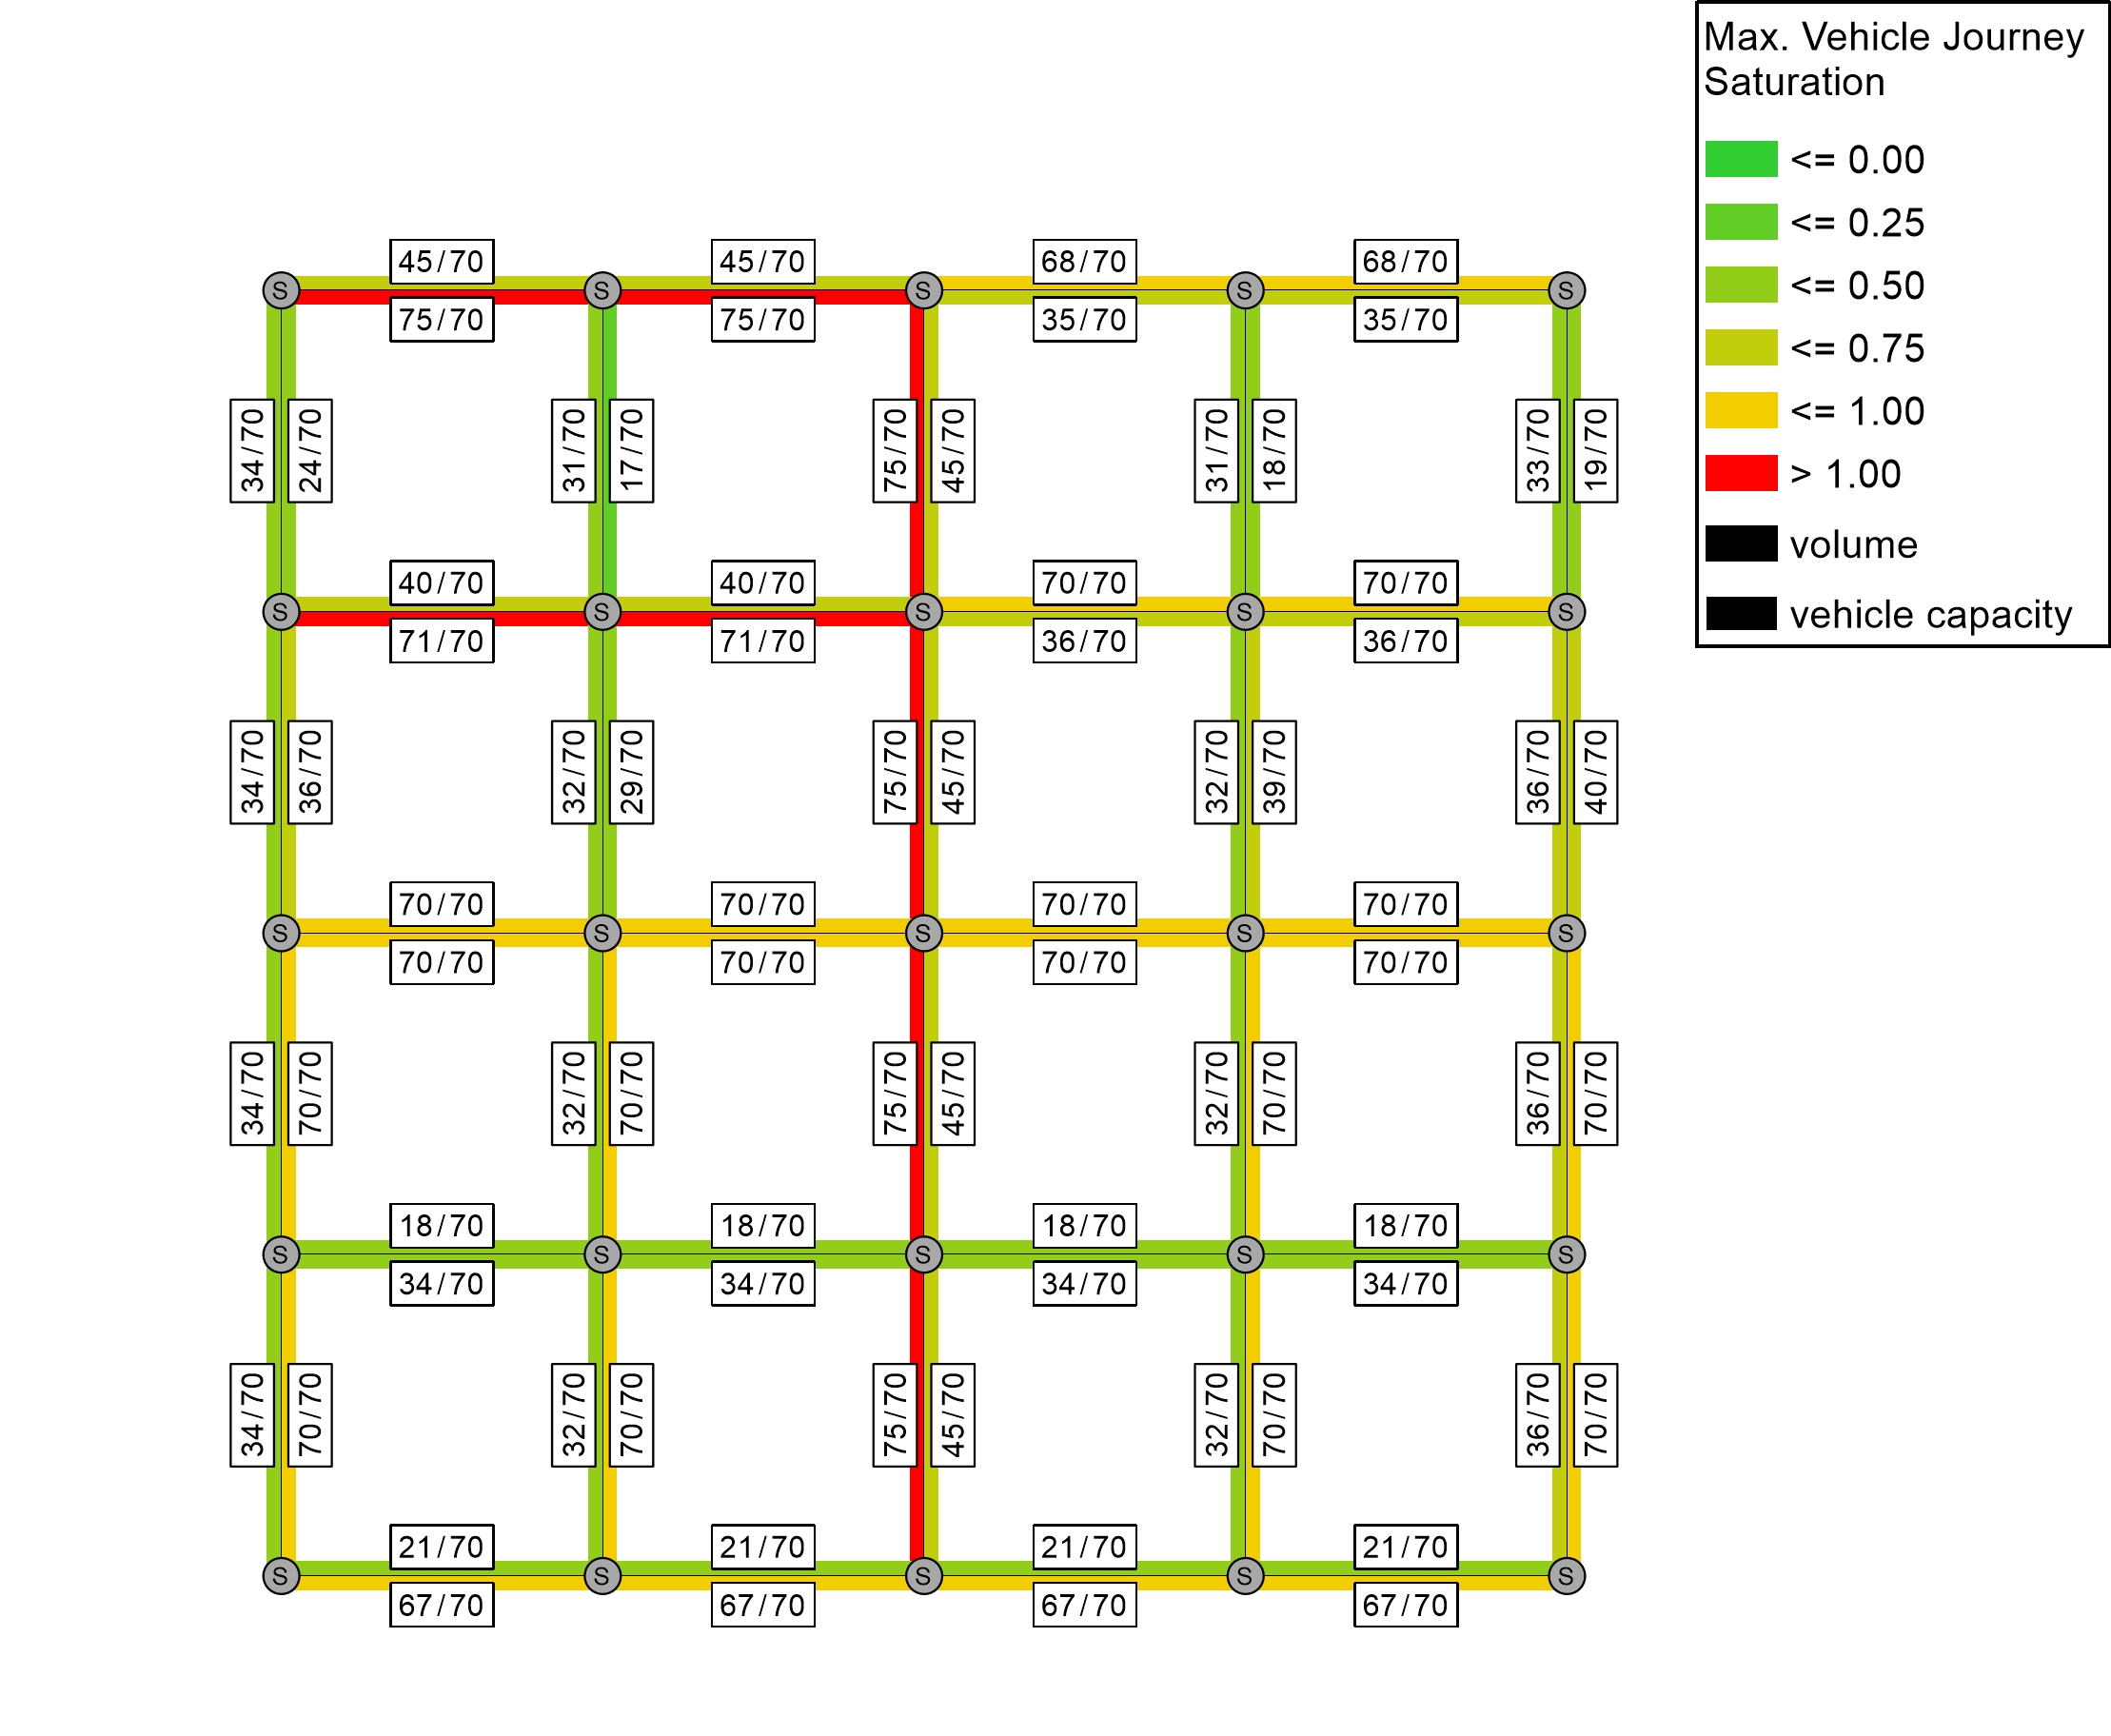 Max. Vehicle Journey
Saturation
<= 0.00
<= 0.25
<= 0.50
<= 0.75
<= 1.00
> 1.00
volume
vehicle capacity
45/70 45/70 68/70 68/70
S S S S S
75/70 75/70 35/70 35/70
34/70 24/70 31/70 17/70 75/70 45/70 31/70 18/70 33/70 19/70
40/70 40/70 70/70 70/70
S S S S S
71/70 71/70 36/70 36/70
34/70 36/70 32/70 29/70 75/70 45/70 32/70 39/70 36/70 40/70
70/70 70/70 70/70 70/70
S S S S S
70/70 70/70 70/70 70/70
34/70 70/70 32/70 70/70 75/70 45/70 32/70 70/70 36/70 70/70
18/70 18/70 18/70 18/70
S S S S S
34/70 34/70 34/70 34/70
34/70 70/70 32/70 70/70 75/70 45/70 32/70 70/70 36/70 70/70
21/70 21/70 21/70 21/70
S S S S S
67/70 67/70 67/70 67/70